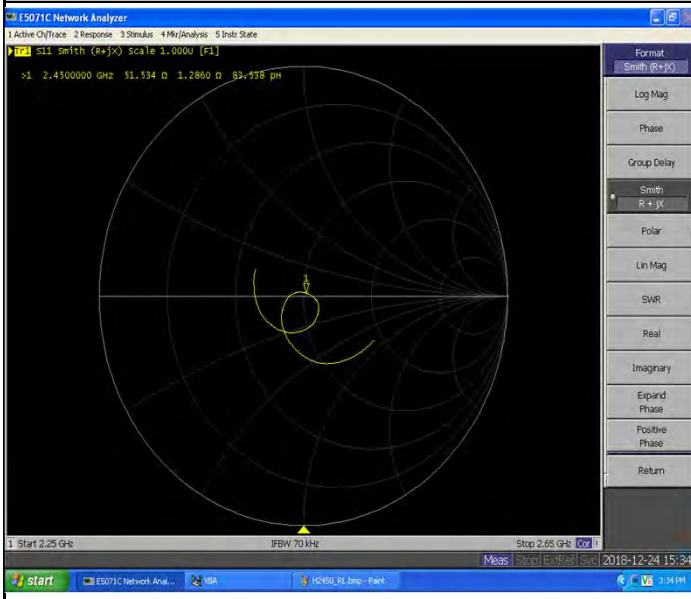 E5071C Network Analyzer
1 Active Ch/Trace 2 Response 3 Stimulus 4 Mkr/Analysis 5 Instr State
Tr1 S11 Smith (R+jX) Scale 1.000U [F1]
>1 2.4500000 GHz 51.534 Ω 1.2860 Ω 83.538 pH
1
Format
Smith (R+jX)
Log Mag
Phase
Group Delay
Smith
R + jX
Polar
Lin Mag
SWR
Real
Imaginary
Expand
Phase
Positive
Phase
Return
1 Start 2.25 GHz IFBW 70 kHz Stop 2.65 GHz Cor !
Meas Stop ExtRef Svc 2018-12-24 15:34
start E5071C Network Anal... VBA H2450_RL.bmp - Paint 3:34 PM